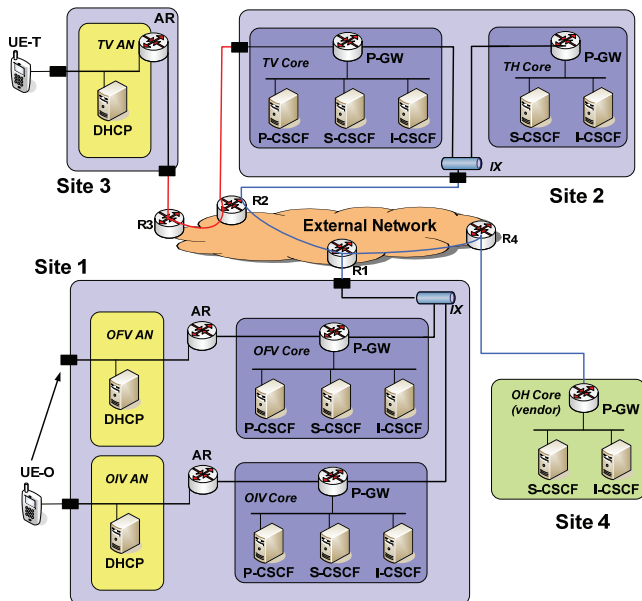 UE-T
TV AN
AR
DHCP
Site 3
TV Core
P-GW
P-CSCF
S-CSCF
I-CSCF
TH Core
P-GW
S-CSCF
I-CSCF
IX
Site 2
R3
R2
External Network
R4
R1
Site 1
IX
OFV AN
AR
DHCP
OFV Core
P-GW
P-CSCF
S-CSCF
I-CSCF
UE-O
OIV AN
AR
DHCP
OIV Core
P-GW
P-CSCF
S-CSCF
I-CSCF
OH Core
(vendor)
P-GW
S-CSCF
I-CSCF
Site 4